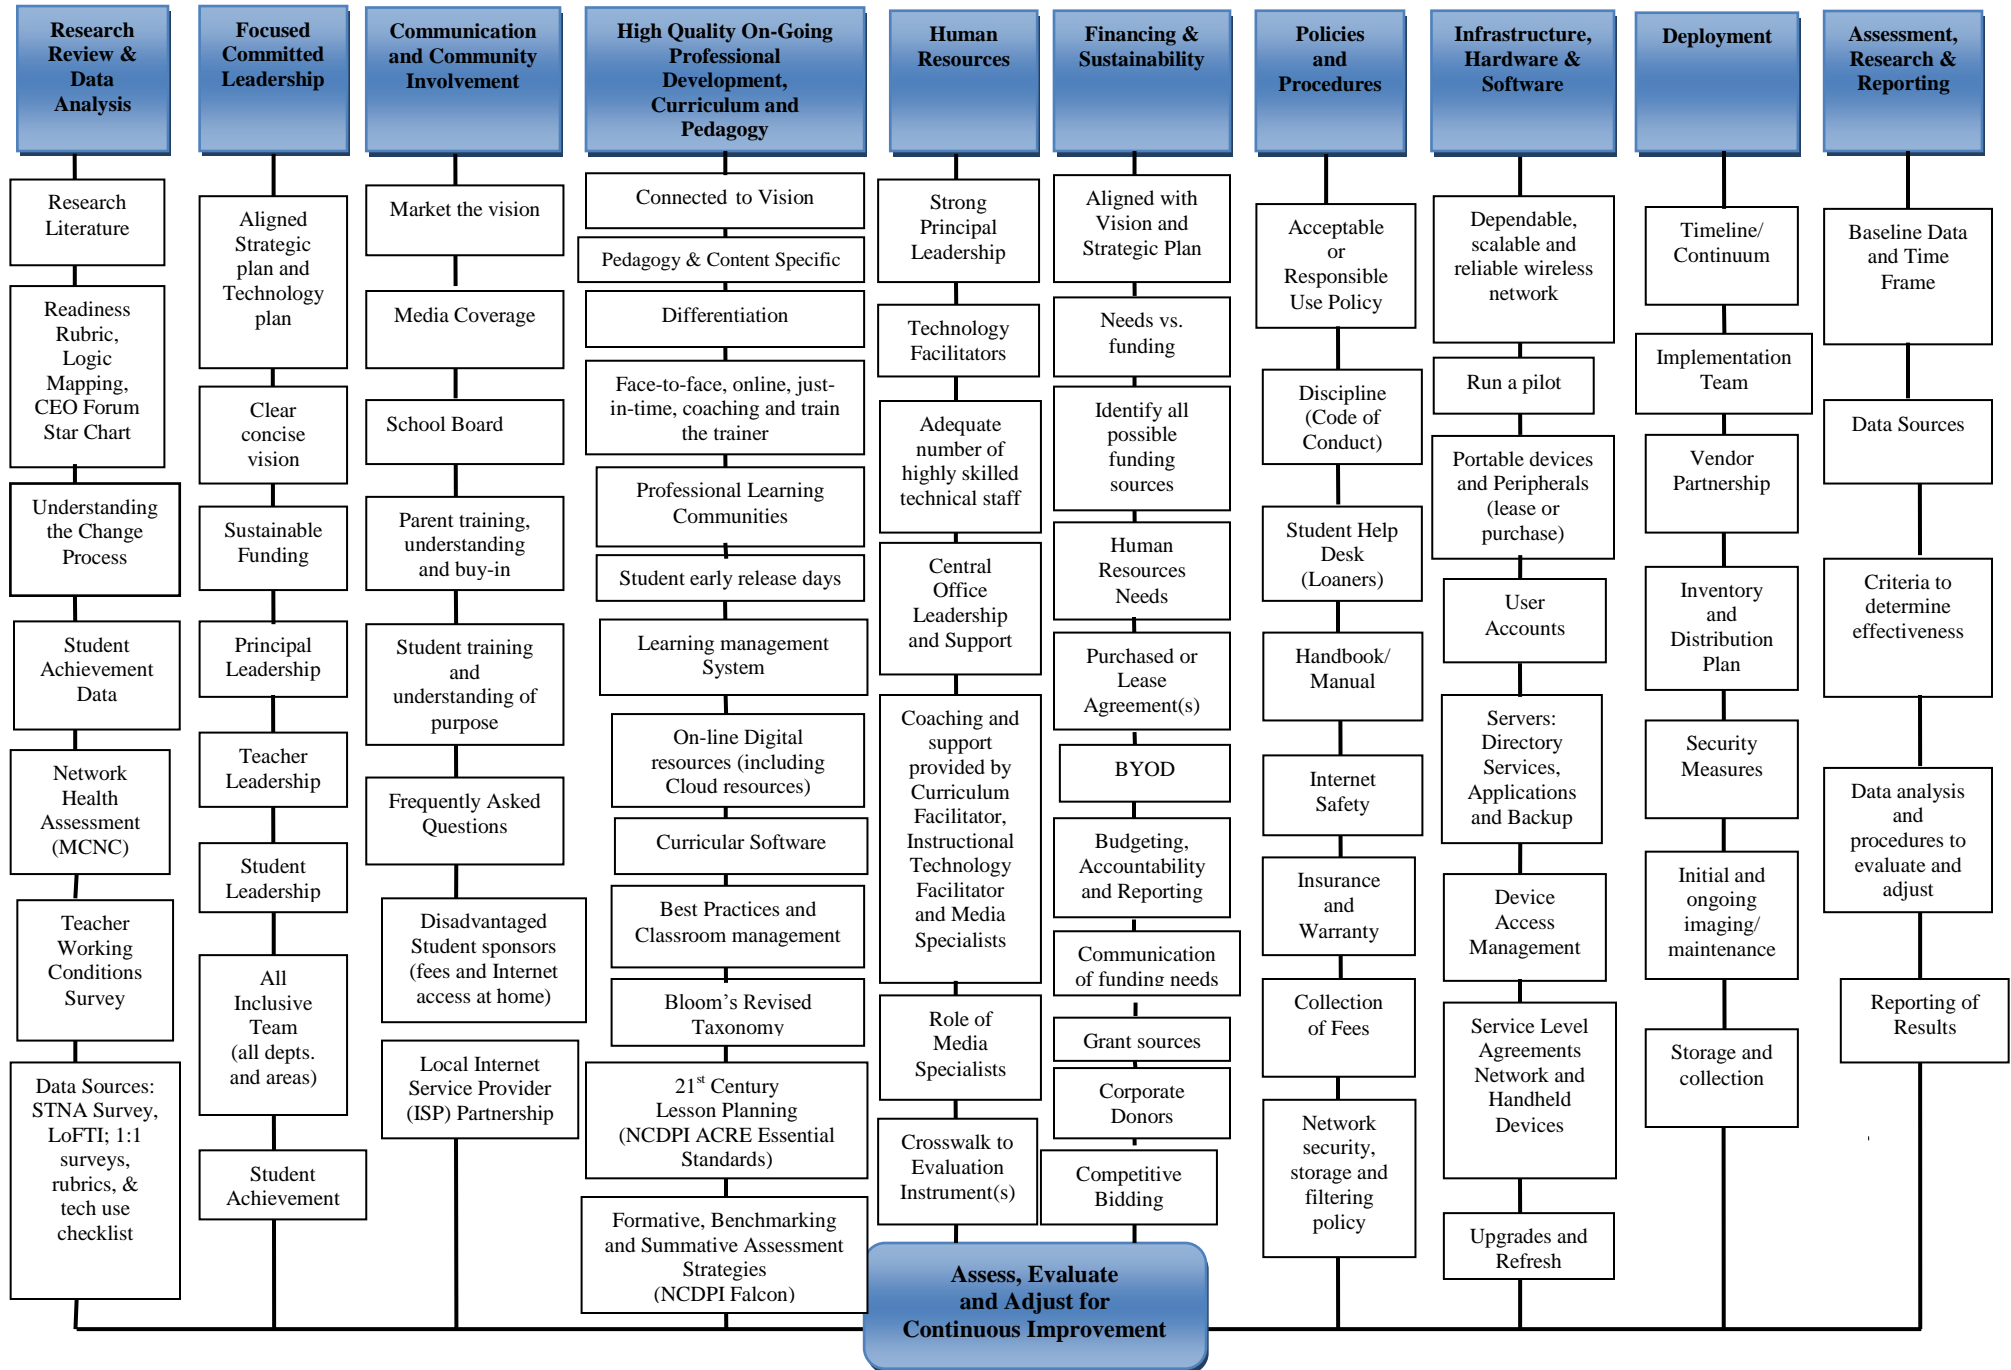 Research
Review &
Data
Analysis
Research
Literature
Readiness
Rubric,
Logic
Mapping,
CEO Forum
Star Chart
Understanding
the Change
Process
Student
Achievement
Data
Network
Health
Assessment
(MCNC)
Teacher
Working
Conditions
Survey
Data Sources:
STNA Survey,
LoFTI; 1:1
surveys,
rubrics, &
tech use
checklist
Focused
Committed
Leadership
Aligned
Strategic
plan and
Technology
plan
Clear
concise
vision
Sustainable
Funding
Principal
Leadership
Teacher
Leadership
Student
Leadership
All
Inclusive
Team
(all depts.
and areas)
Student
Achievement
Communication
and Community
Involvement
Market the vision
Media Coverage
School Board
Parent training,
understanding
and buy-in
Student training
and
understanding of
purpose
Frequently Asked
Questions
Disadvantaged
Student sponsors
(fees and Internet
access at home)
Local Internet
Service Provider
(ISP) Partnership
High Quality On-Going
Professional
Development,
Curriculum and
Pedagogy
Connected to Vision
Pedagogy & Content Specific
Differentiation
Face-to-face, online, just-
in-time, coaching and train
the trainer
Professional Learning
Communities
Student early release days
Learning management
System
On-line Digital
resources (including
Cloud resources)
Curricular Software
Best Practices and
Classroom management
Bloom's Revised
Taxonomy
21st Century
Lesson Planning
(NCDPI ACRE Essential
Standards)
Formative, Benchmarking
and Summative Assessment
Strategies
(NCDPI Falcon)
Human
Resources
Strong
Principal
Leadership
Technology
Facilitators
Adequate
number of
highly skilled
technical staff
Central
Office
Leadership
and Support
Coaching and
support
provided by
Curriculum
Facilitator,
Instructional
Technology
Facilitator
and Media
Specialists
Role of
Media
Specialists
Crosswalk to
Evaluation
Instrument(s)
Financing &
Sustainability
Aligned with
Vision and
Strategic Plan
Needs vs.
funding
Identify all
possible
funding
sources
Human
Resources
Needs
Purchased or
Lease
Agreement(s)
BYOD
Budgeting,
Accountability
and Reporting
Communication
of funding needs
Grant sources
Corporate
Donors
Competitive
Bidding
Policies
and
Procedures
Acceptable
or
Responsible
Use Policy
Discipline
(Code of
Conduct)
Student Help
Desk
(Loaners)
Handbook/
Manual
Internet
Safety
Insurance
and
Warranty
Collection
of Fees
Network
security,
storage and
filtering
policy
Infrastructure,
Hardware &
Software
Dependable,
scalable and
reliable wireless
network
Run a pilot
Portable devices
and Peripherals
(lease or
purchase)
User
Accounts
Servers:
Directory
Services,
Applications
and Backup
Device
Access
Management
Service Level
Agreements
Network and
Handheld
Devices
Upgrades and
Refresh
Deployment
Timeline/
Continuum
Implementation
Team
Vendor
Partnership
Inventory
and
Distribution
Plan
Security
Measures
Initial and
ongoing
imaging/
maintenance
Storage and
collection
Assessment,
Research &
Reporting
Baseline Data
and Time
Frame
Data Sources
Criteria to
determine
effectiveness
Data analysis
and
procedures to
evaluate and
adjust
Reporting of
Results
Assess, Evaluate
and Adjust for
Continuous Improvement